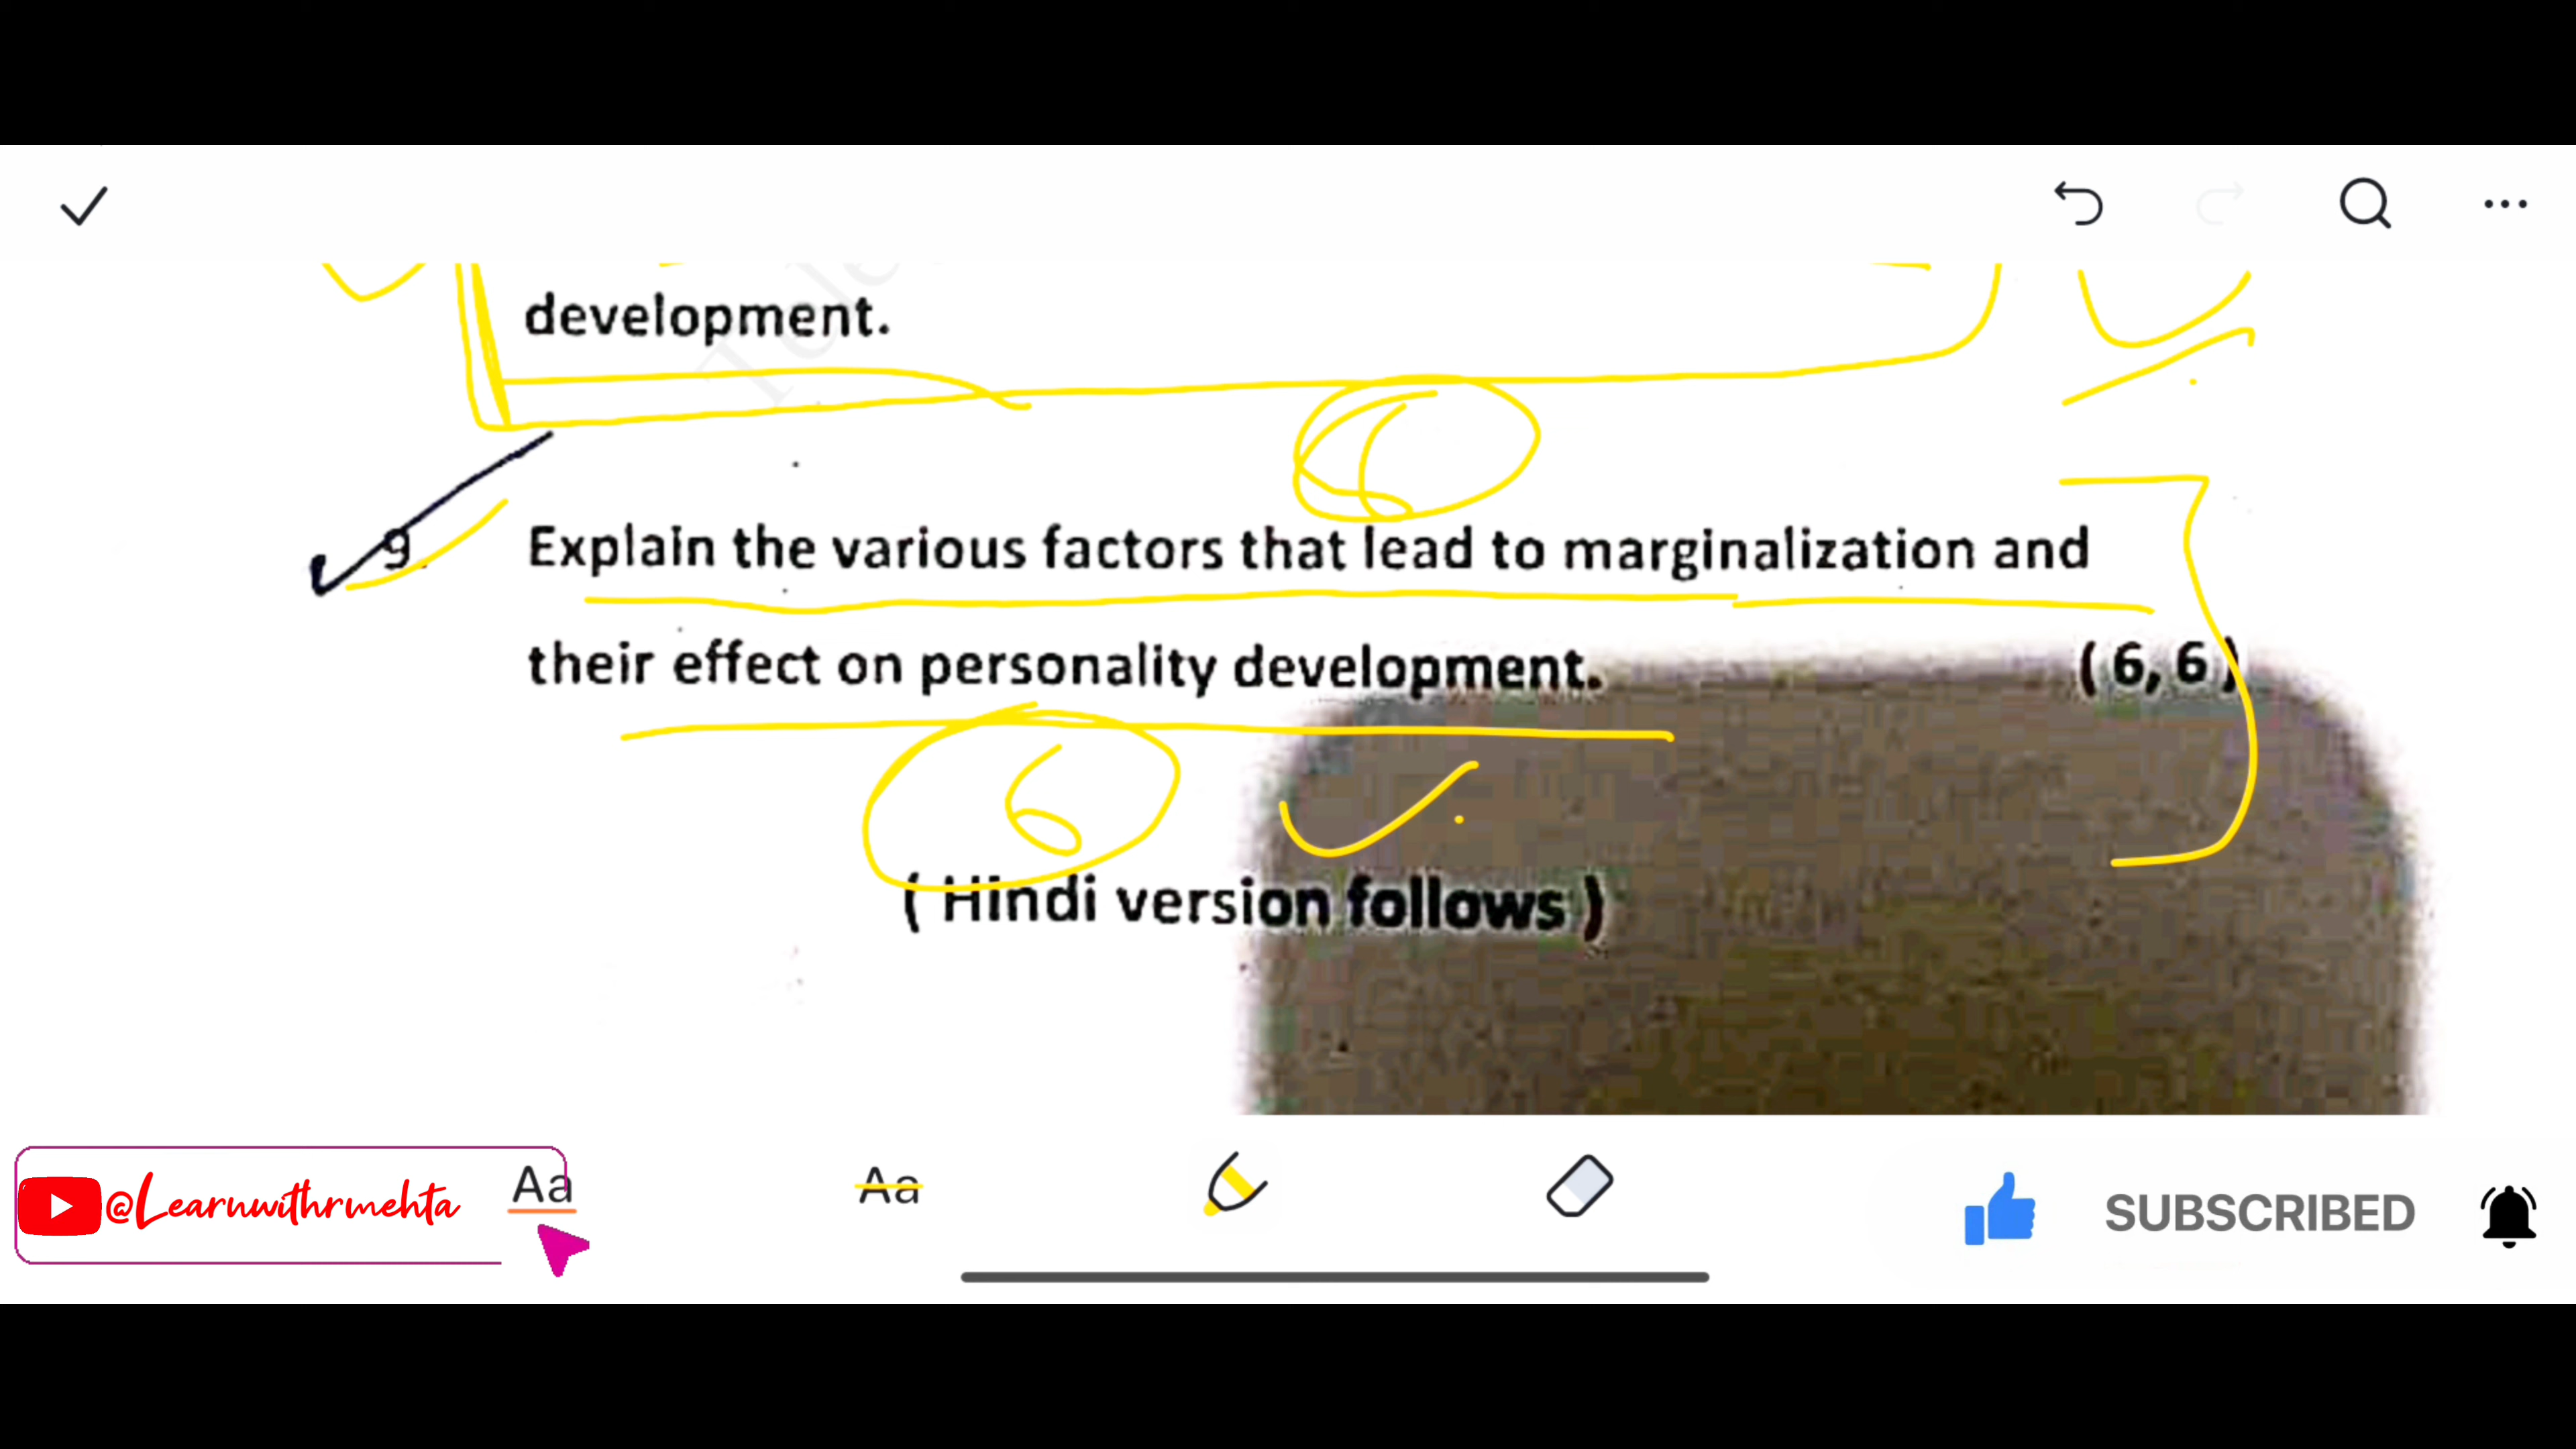 development.
6
9. Explain the various factors that lead to marginalization and
their effect on personality development. (6, 6)
6
( Hindi version follows )
@Learnwithrmehta Aa Aa SUBSCRIBED